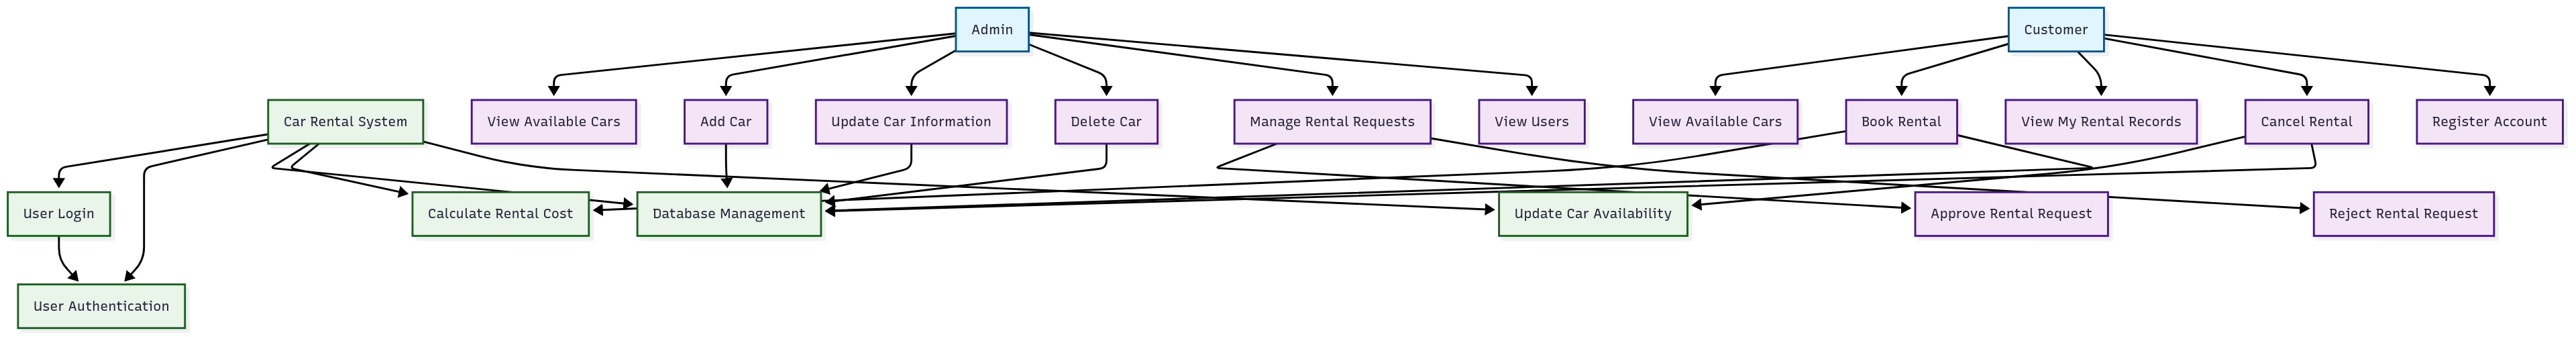 Admin
Customer
Car Rental System
View Available Cars
Add Car
Update Car Information
Delete Car
Manage Rental Requests
View Users
View Available Cars
Book Rental
View My Rental Records
Cancel Rental
Register Account
User Login
Calculate Rental Cost
Database Management
Update Car Availability
Approve Rental Request
Reject Rental Request
User Authentication